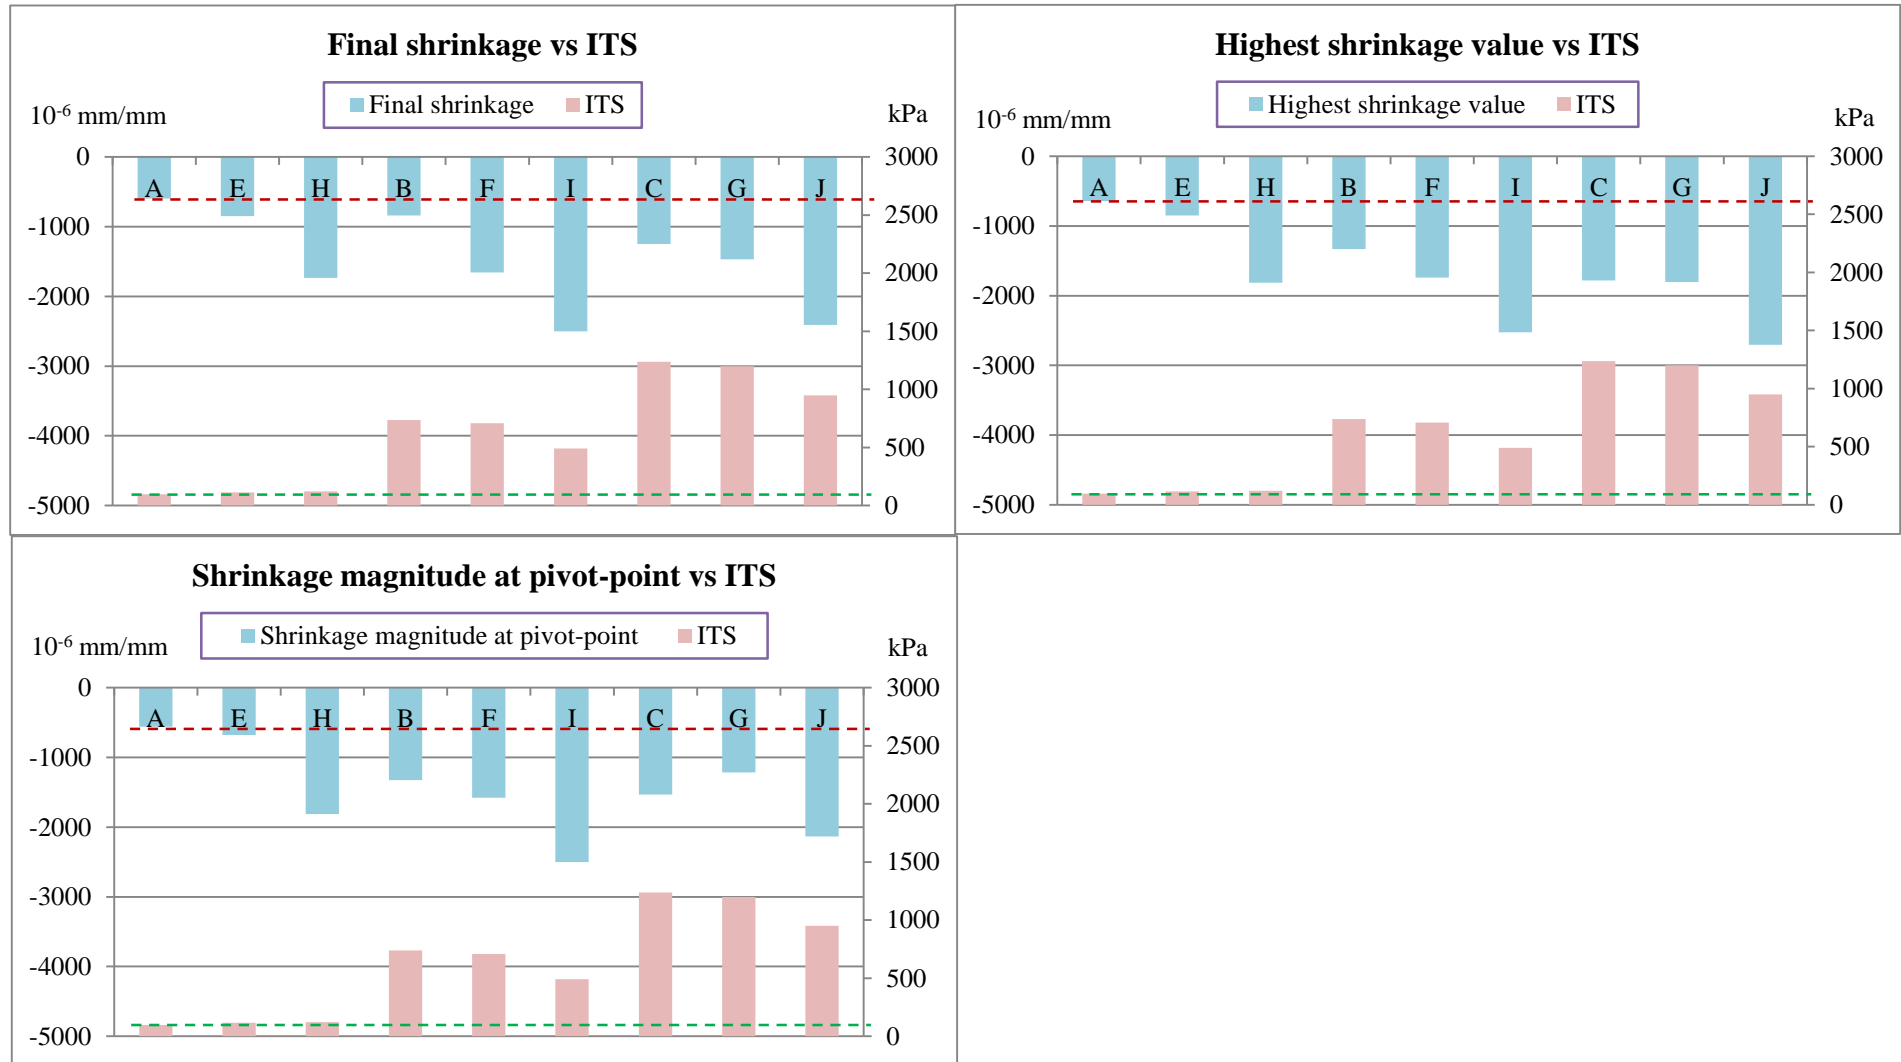 Final shrinkage vs ITS
Final shrinkage ITS
10-6 mm/mm kPa
0 3000
A E H B F I C G J
-1000 2500
-2000 2000
-3000 1500
-4000 1000
-5000 500
0
Highest shrinkage value vs ITS
Highest shrinkage value ITS
10-6 mm/mm kPa
0 3000
A E H B F I C G J
-1000 2500
-2000 2000
-3000 1500
-4000 1000
-5000 500
0
Shrinkage magnitude at pivot-point vs ITS
Shrinkage magnitude at pivot-point ITS
10-6 mm/mm kPa
0 3000
A E H B F I C G J
-1000 2500
-2000 2000
-3000 1500
-4000 1000
-5000 500
0